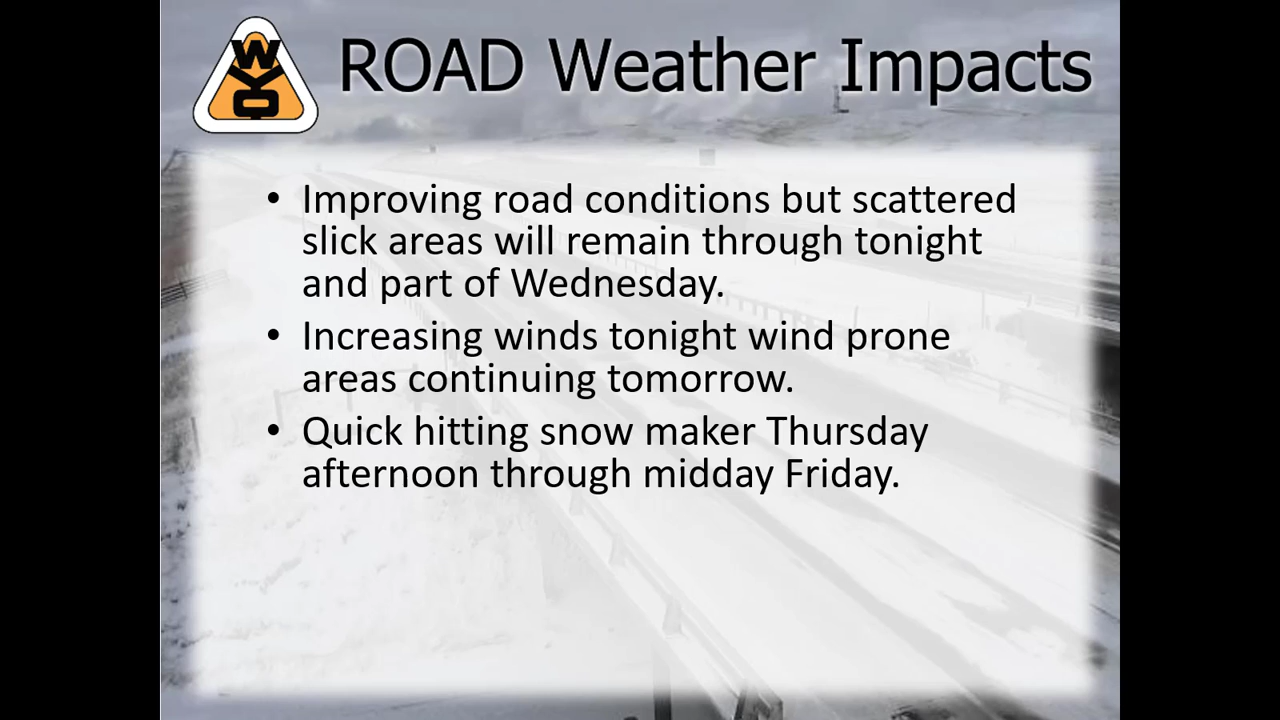 WYO
ROAD Weather Impacts
• Improving road conditions but scattered
slick areas will remain through tonight
and part of Wednesday.
• Increasing winds tonight wind prone
areas continuing tomorrow.
• Quick hitting snow maker Thursday
afternoon through midday Friday.